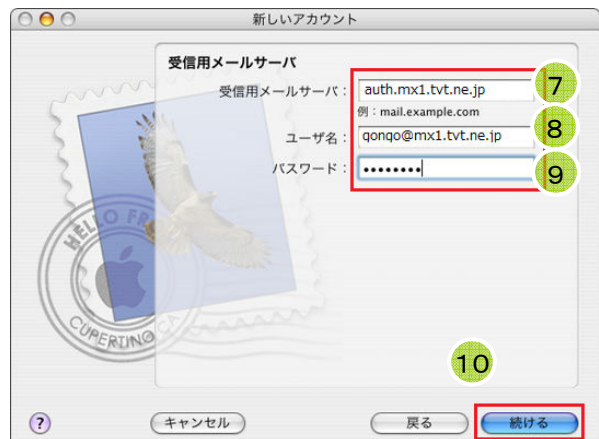 新しいアカウント
受信用メールサーバ
受信用メールサーバ： auth.mx1.tvt.ne.jp 7
例：mail.example.com
ユーザ名： gongo@mx1.tvt.ne.jp 8
パスワード： •••••••• 9
HELLO FR
CUPERTINO CA
10
? キャンセル 戻る 続ける